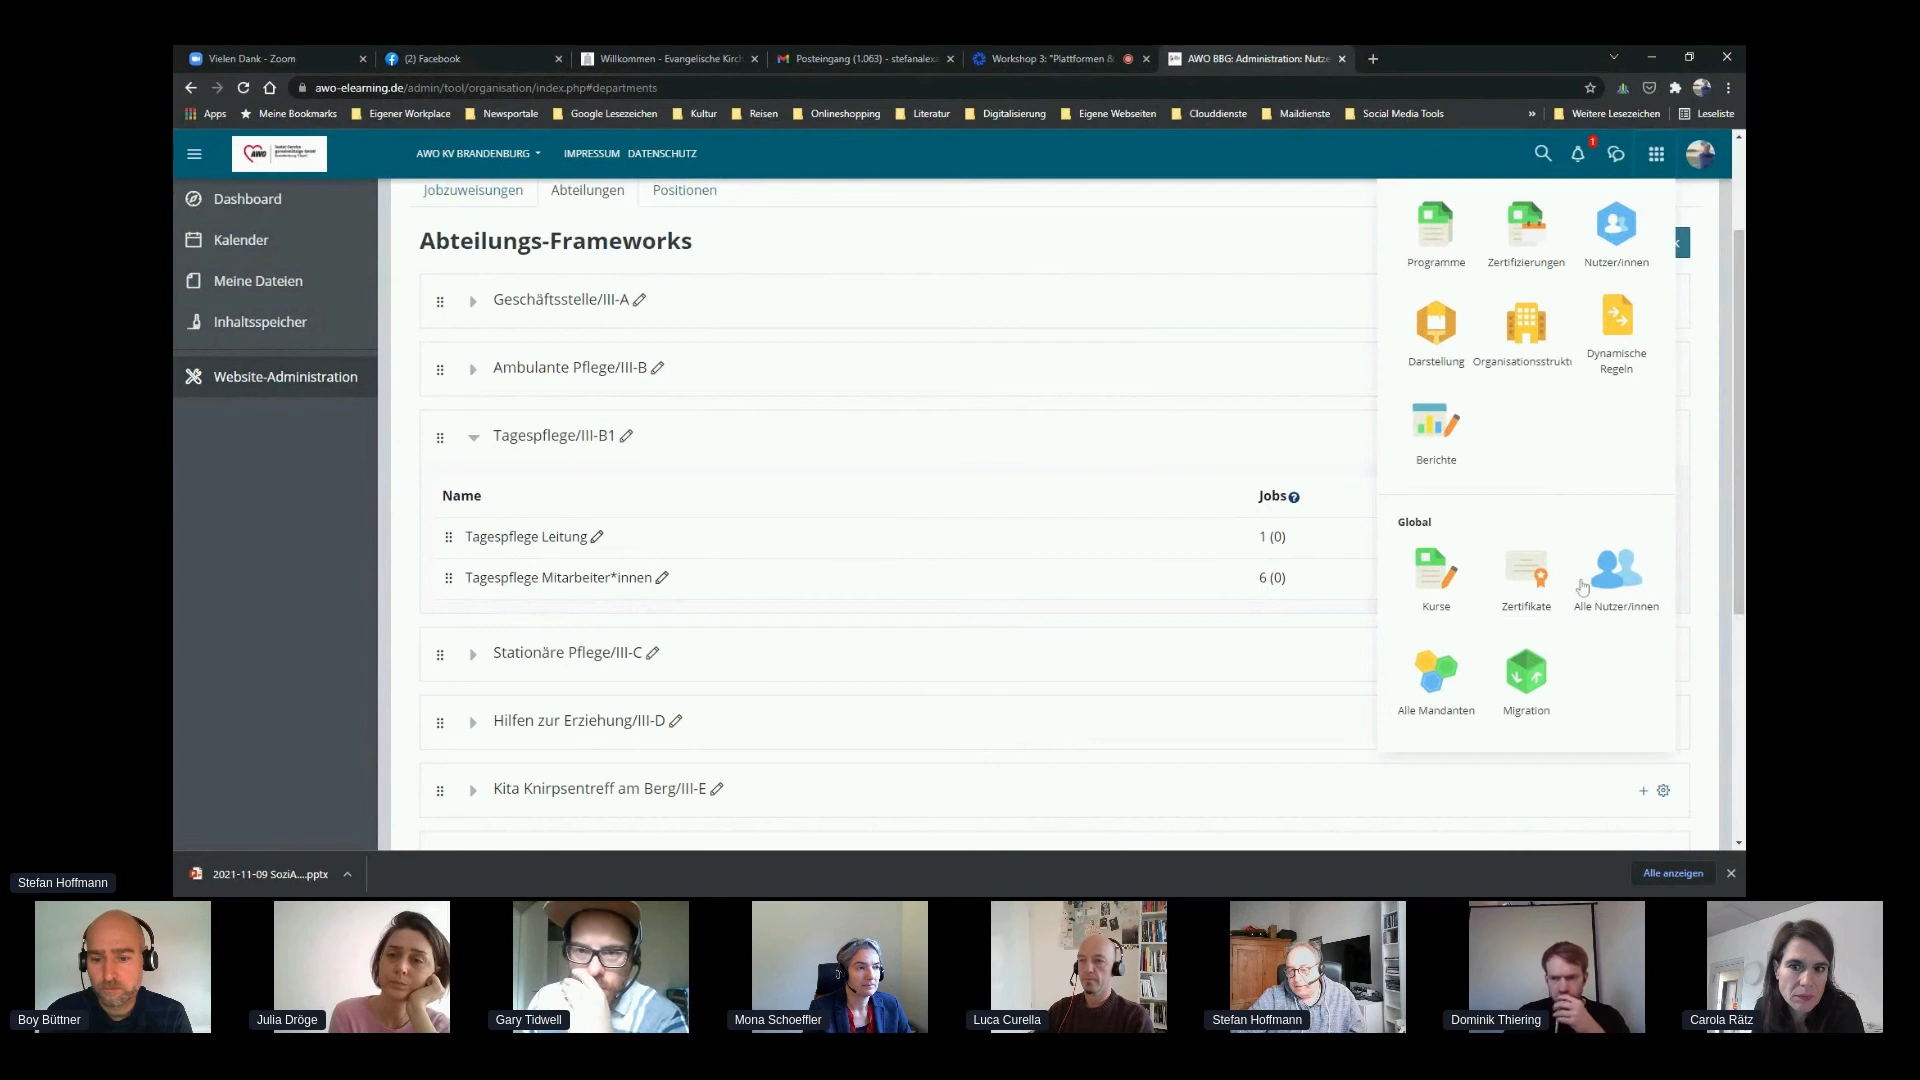 Vielen Dank - Zoom
(2) Facebook
Willkommen - Evangelische Kirch
Posteingang (1.063) - stefanalexa
Workshop 3: "Plattformen &
AWO BBG: Administration: Nutze
awo-elearning.de/admin/tool/organisation/index.php#departments
Apps
Meine Bookmarks
Eigener Workplace
Newsportale
Google Lesezeichen
Kultur
Reisen
Onlineshopping
Literatur
Digitalisierung
Eigene Webseiten
Clouddienste
Maildienste
Social Media Tools
»
Weitere Lesezeichen
Leseliste
AWO
AWO KV BRANDENBURG
IMPRESSUM
DATENSCHUTZ
1
Dashboard
Kalender
Meine Dateien
Inhaltsspeicher
Website-Administration
Jobzuweisungen
Abteilungen
Positionen
Abteilungs-Frameworks
Geschäftsstelle/III-A
Ambulante Pflege/III-B
Tagespflege/III-B1
Name
Jobs
Tagespflege Leitung
1 (0)
Tagespflege Mitarbeiter*innen
6 (0)
Stationäre Pflege/III-C
Hilfen zur Erziehung/III-D
Kita Knirpsentreff am Berg/III-E
Programme
Zertifizierungen
Nutzer/innen
Darstellung
Organisationsstruktu
Dynamische
Regeln
Berichte
Global
Kurse
Zertifikate
Alle Nutzer/innen
Alle Mandanten
Migration
2021-11-09 SoziA....pptx
Alle anzeigen
Stefan Hoffmann
Boy Büttner
Julia Dröge
Gary Tidwell
Mona Schoeffler
Luca Curella
Stefan Hoffmann
Dominik Thiering
Carola Rätz